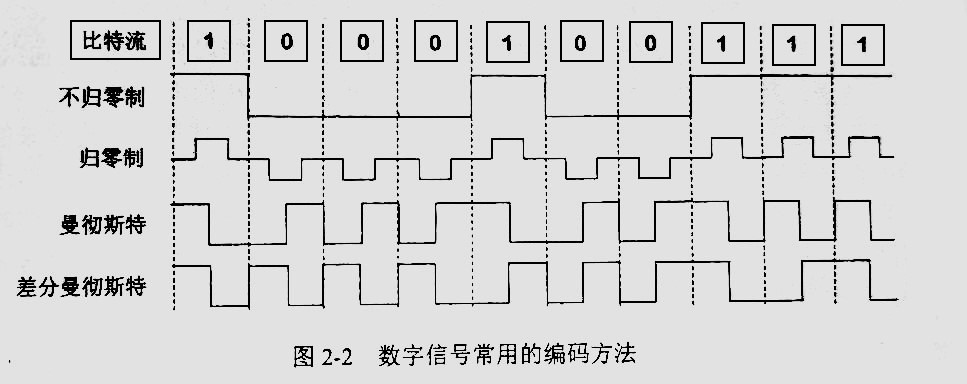 比特流 1 0 0 0 1 0 0 1 1 1
不归零制
归零制
曼彻斯特
差分曼彻斯特
图 2-2 数字信号常用的编码方法